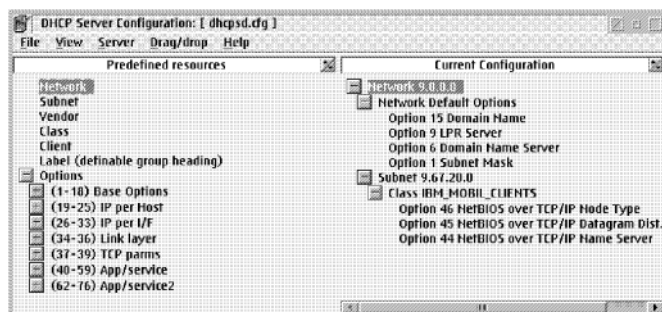 DHCP Server Configuration: [ dhcpsd.cfg ]
File View Server Drag/drop Help
Predefined resources
Network
Subnet
Vendor
Class
Client
Label (definable group heading)
Options
(1-18) Base Options
(19-25) IP per Host
(26-33) IP per I/F
(34-36) Link layer
(37-39) TCP parms
(40-59) App/service
(62-76) App/service2
Current Configuration
Network 9.0.0.0
Network Default Options
Option 15 Domain Name
Option 9 LPR Server
Option 6 Domain Name Server
Option 1 Subnet Mask
Subnet 9.67.20.0
Class IBM_MOBIL_CLIENTS
Option 46 NetBIOS over TCP/IP Node Type
Option 45 NetBIOS over TCP/IP Datagram Dist.
Option 44 NetBIOS over TCP/IP Name Server